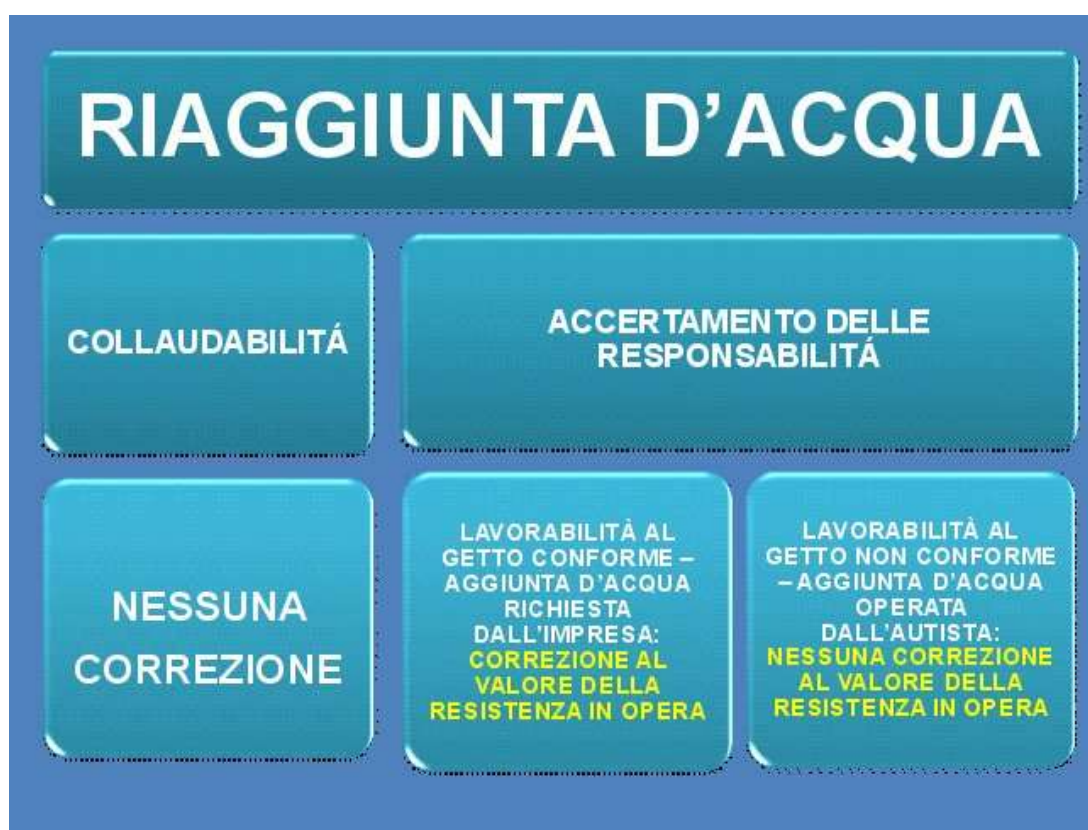 RIAGGIUNTA D’ACQUA
COLLAUDABILITÁ
ACCERTAMENTO DELLE
RESPONSABILITÁ
NESSUNA
CORREZIONE
LAVORABILITÀ AL
GETTO CONFORME –
AGGIUNTA D’ACQUA
RICHIESTA
DALL’IMPRESA:
CORREZIONE AL
VALORE DELLA
RESISTENZA IN OPERA
LAVORABILITÀ AL
GETTO NON CONFORME
– AGGIUNTA D’ACQUA
OPERATA
DALL’AUTISTA:
NESSUNA CORREZIONE
AL VALORE DELLA
RESISTENZA IN OPERA